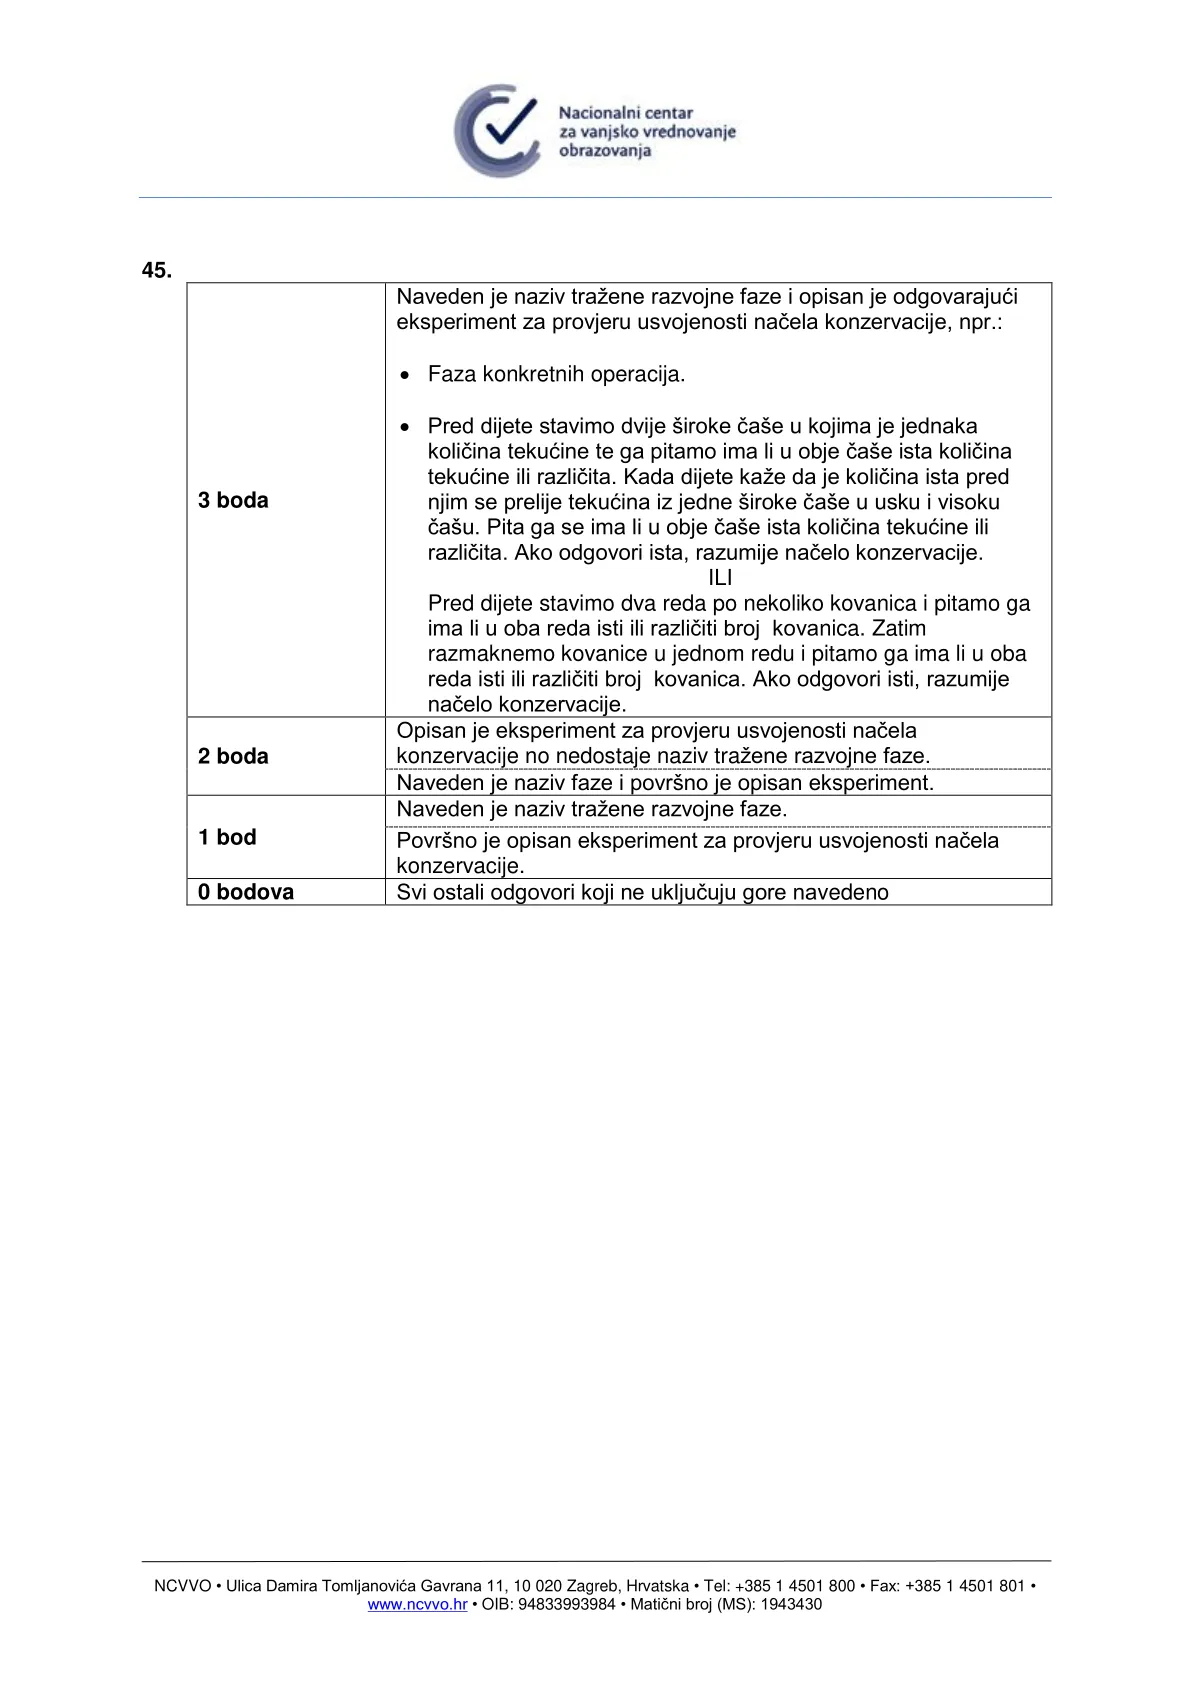 Nacionalni centar
za vanjsko vrednovanje
obrazovanja
45.
3 boda
Naveden je naziv tražene razvojne faze i opisan je odgovarajući
eksperiment za provjeru usvojenosti načela konzervacije, npr.:
• Faza konkretnih operacija.
• Pred dijete stavimo dvije široke čaše u kojima je jednaka
količina tekućine te ga pitamo ima li u obje čaše ista količina
tekućine ili različita. Kada dijete kaže da je količina ista pred
njim se prelije tekućina iz jedne široke čaše u usku i visoku
čašu. Pita ga se ima li u obje čaše ista količina tekućine ili
različita. Ako odgovori ista, razumije načelo konzervacije.
ILI
Pred dijete stavimo dva reda po nekoliko kovanica i pitamo ga
ima li u oba reda isti ili različiti broj  kovanica. Zatim
razmaknemo kovanice u jednom redu i pitamo ga ima li u oba
reda isti ili različiti broj  kovanica. Ako odgovori isti, razumije
načelo konzervacije.
2 boda
Opisan je eksperiment za provjeru usvojenosti načela
konzervacije no nedostaje naziv tražene razvojne faze.
Naveden je naziv faze i površno je opisan eksperiment.
1 bod
Naveden je naziv tražene razvojne faze.
Površno je opisan eksperiment za provjeru usvojenosti načela
konzervacije.
0 bodova
Svi ostali odgovori koji ne uključuju gore navedeno
NCVVO • Ulica Damira Tomljanovića Gavrana 11, 10 020 Zagreb, Hrvatska • Tel: +385 1 4501 800 • Fax: +385 1 4501 801 •
www.ncvvo.hr • OIB: 94833993984 • Matični broj (MS): 1943430